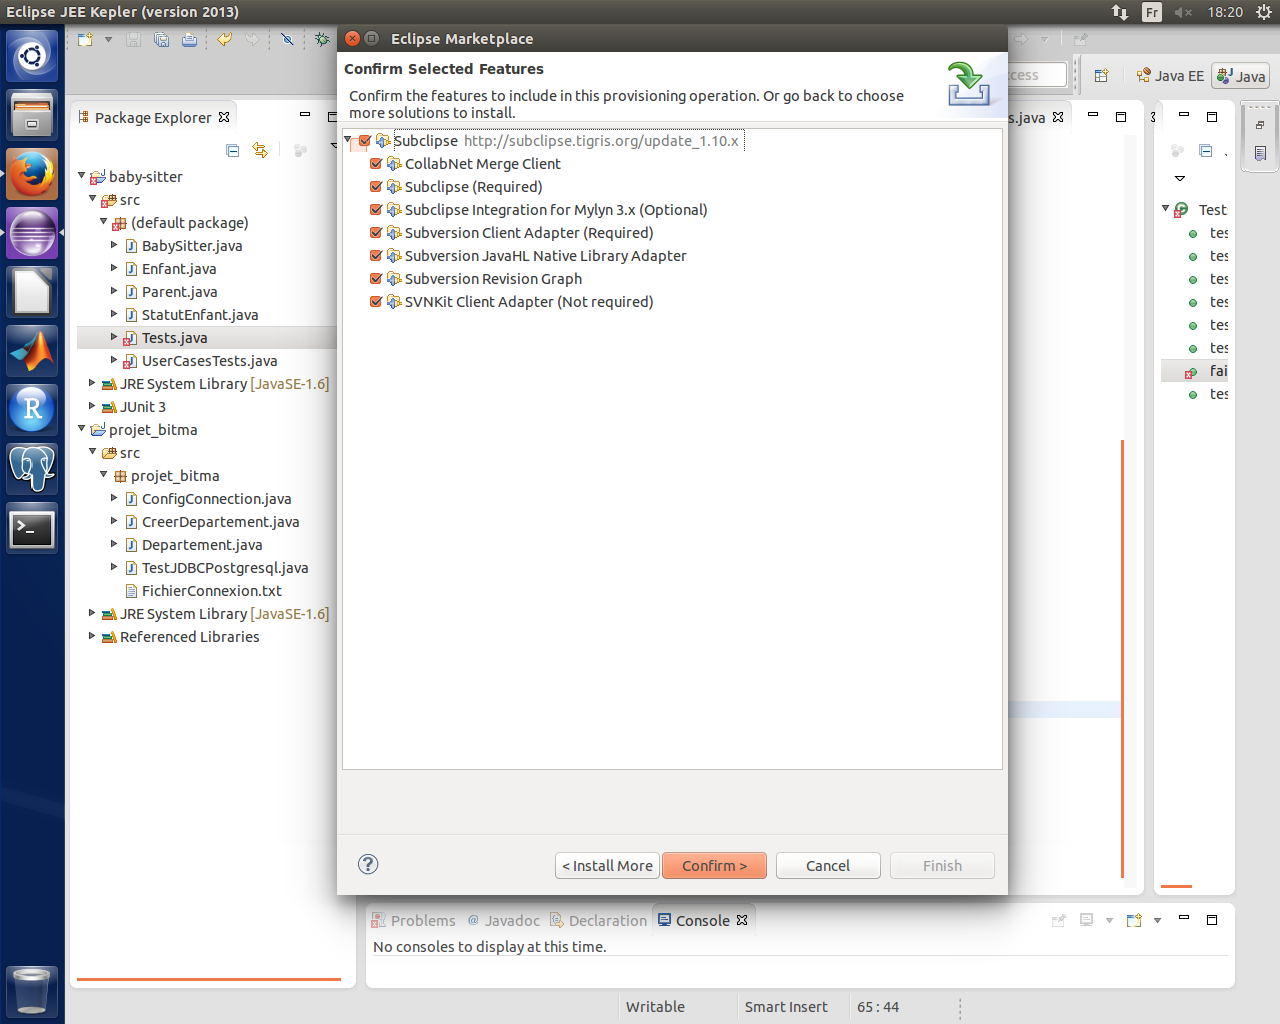 Eclipse JEE Kepler (version 2013)
Fr
18:20
Eclipse Marketplace
Confirm Selected Features
Confirm the features to include in this provisioning operation. Or go back to choose
more solutions to install.
Subclipse http://subclipse.tigris.org/update_1.10.x
CollabNet Merge Client
Subclipse (Required)
Subclipse Integration for Mylyn 3.x (Optional)
Subversion Client Adapter (Required)
Subversion JavaHL Native Library Adapter
Subversion Revision Graph
SVNKit Client Adapter (Not required)
< Install More
Confirm >
Cancel
Finish
Package Explorer
baby-sitter
src
(default package)
BabySitter.java
Enfant.java
Parent.java
StatutEnfant.java
Tests.java
UserCasesTests.java
JRE System Library [JavaSE-1.6]
JUnit 3
projet_bitma
src
projet_bitma
ConfigConnection.java
CreerDepartement.java
Departement.java
TestJDBCPostgresql.java
FichierConnexion.txt
JRE System Library [JavaSE-1.6]
Referenced Libraries
cess
Java EE
Java
s.java
Test
tes
tes
tes
tes
tes
tes
fai
tes
Problems
@ Javadoc
Declaration
Console
No consoles to display at this time.
Writable
Smart Insert
65 : 44